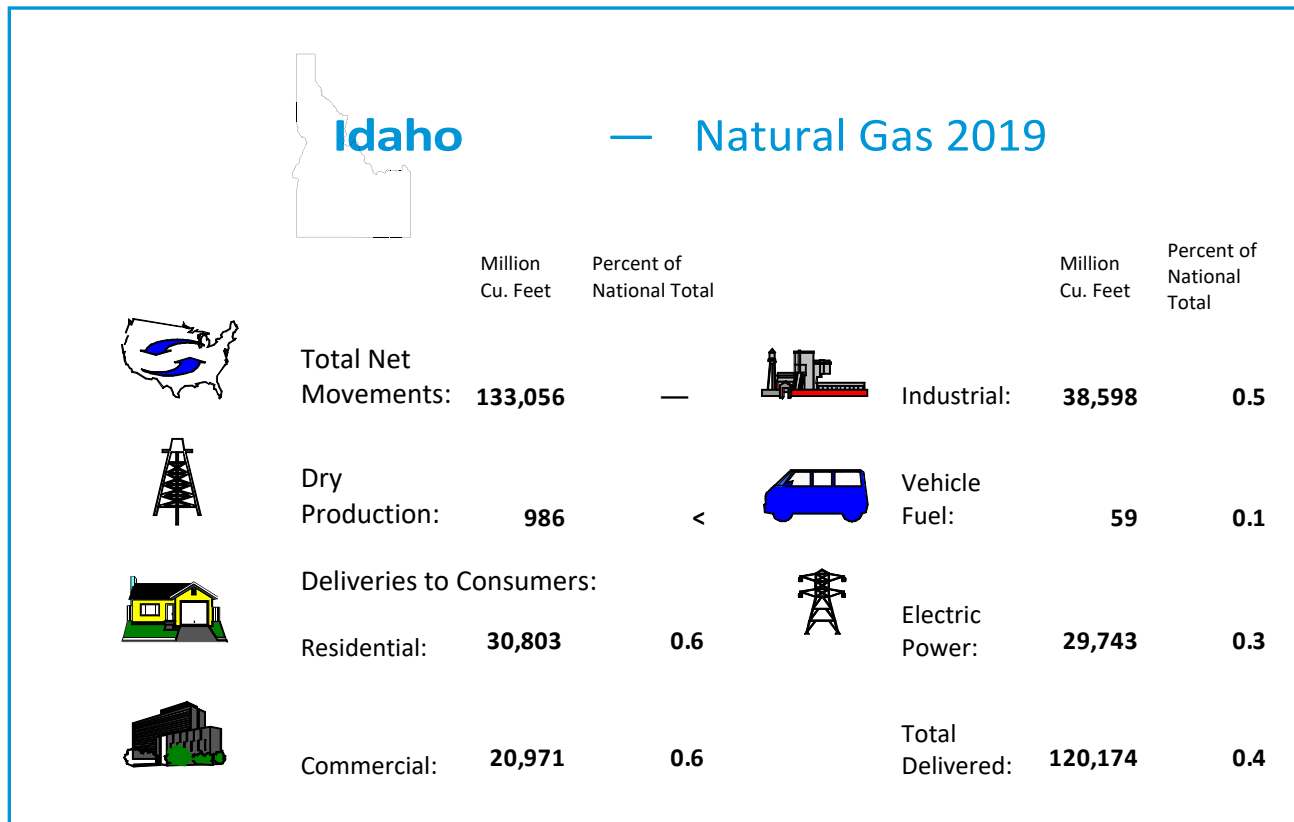 Idaho — Natural Gas 2019
Million
Cu. Feet
Percent of
National Total
Million
Cu. Feet
Percent of
National
Total
Total Net
Movements: 133,056 —
Industrial: 38,598 0.5
Dry
Production: 986 <
Vehicle
Fuel: 59 0.1
Deliveries to Consumers:
Residential: 30,803 0.6
Electric
Power: 29,743 0.3
Commercial: 20,971 0.6
Total
Delivered: 120,174 0.4